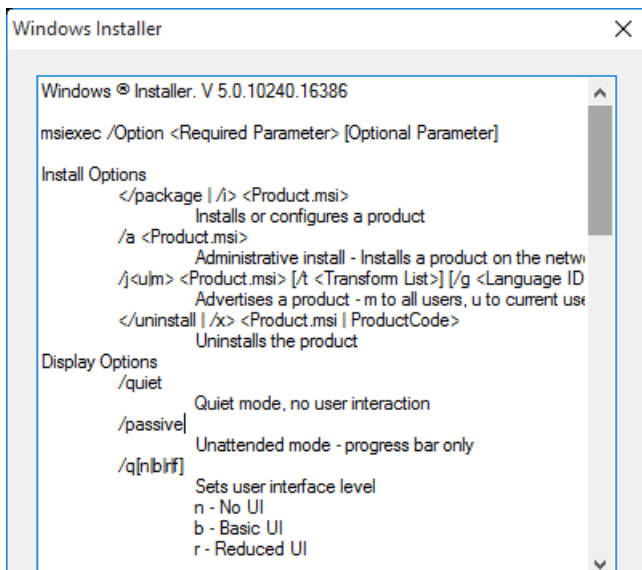 Windows Installer
Windows ® Installer. V 5.0.10240.16386
msiexec /Option <Required Parameter> [Optional Parameter]
Install Options
</package | /i> <Product.msi>
Installs or configures a product
/a <Product.msi>
Administrative install - Installs a product on the netw
/j<u|m> <Product.msi> [/t <Transform List>] [/g <Language ID
Advertises a product - m to all users, u to current use
</uninstall | /x> <Product.msi | ProductCode>
Uninstalls the product
Display Options
/quiet
Quiet mode, no user interaction
/passive
Unattended mode - progress bar only
/q[n|b|r|f]
Sets user interface level
n - No UI
b - Basic UI
r - Reduced UI